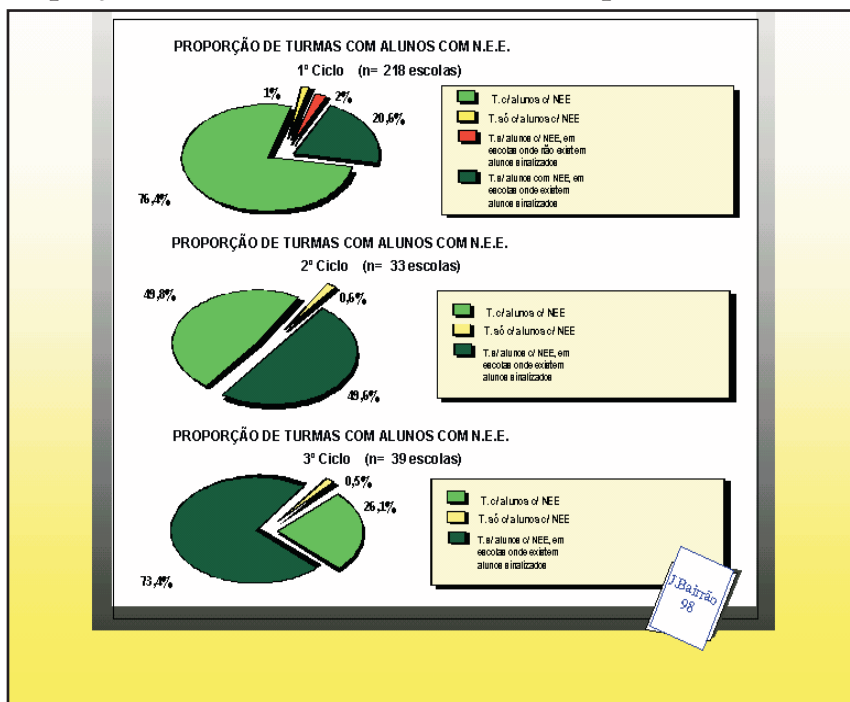 PROPORÇÃO DE TURMAS COM ALUNOS COM N.E.E.
1º Ciclo (n= 218 escolas)
1%
2%
20,6%
76,4%
T. c/ alunos c/ NEE
T. só c/ alunos c/ NEE
T. s/ alunos c/ NEE, em
escolas onde não existem
alunos sinalizados
T. s/ alunos com NEE, em
escolas onde existem
alunos sinalizados
PROPORÇÃO DE TURMAS COM ALUNOS COM N.E.E.
2º Ciclo (n= 33 escolas)
49,8%
0,6%
49,6%
T. c/ alunos c/ NEE
T. só c/ alunos c/ NEE
T. s/ alunos c/ NEE, em
escolas onde existem
alunos sinalizados
PROPORÇÃO DE TURMAS COM ALUNOS COM N.E.E.
3º Ciclo (n= 39 escolas)
0,5%
26,1%
73,4%
T. c/ alunos c/ NEE
T. só c/ alunos c/ NEE
T. s/ alunos c/ NEE, em
escolas onde existem
alunos sinalizados
J.Bairrão
98